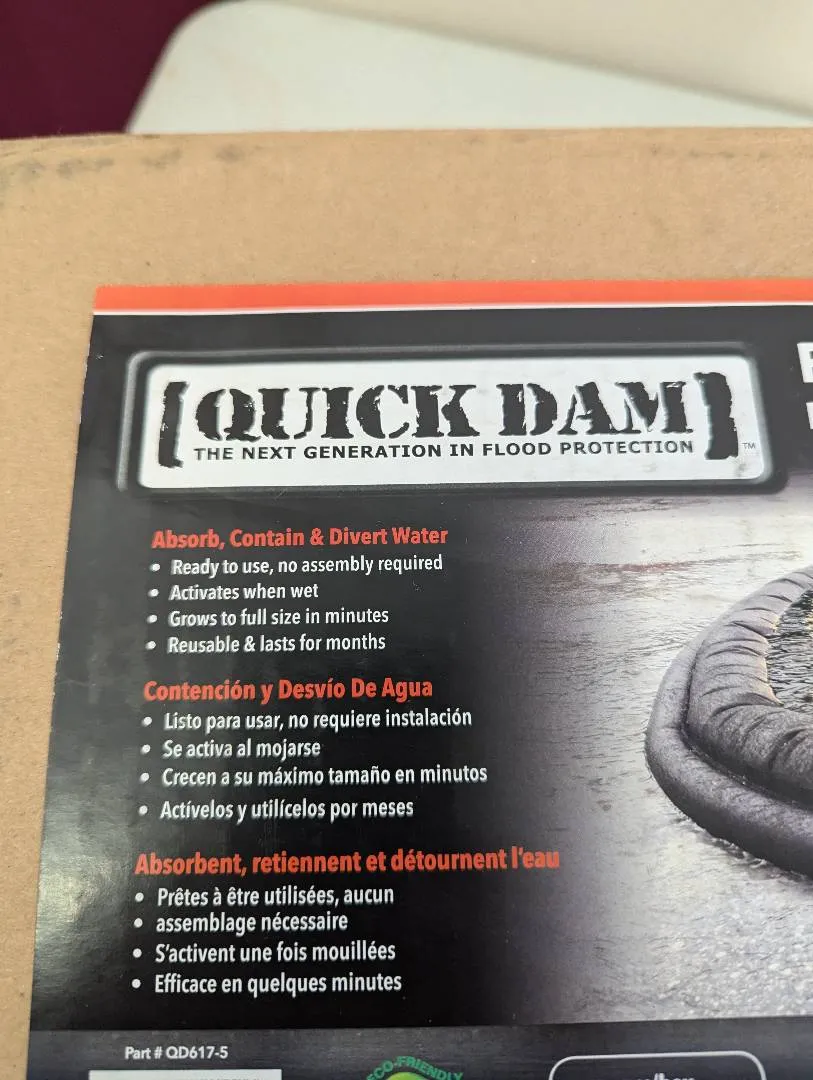 [QUICK DAM]
THE NEXT GENERATION IN FLOOD PROTECTION ™
Absorb, Contain & Divert Water
• Ready to use, no assembly required
• Activates when wet
• Grows to full size in minutes
• Reusable & lasts for months
Contención y Desvío De Agua
• Listo para usar, no requiere instalación
• Se activa al mojarse
• Crecen a su máximo tamaño en minutos
• Actívelos y utilícelos por meses
Absorbent, retiennent et détournent l'eau
• Prêtes à être utilisées, aucun
• assemblage nécessaire
• S'activent une fois mouillées
• Efficace en quelques minutes
Part # QD617-5
ECO-FRIENDLY